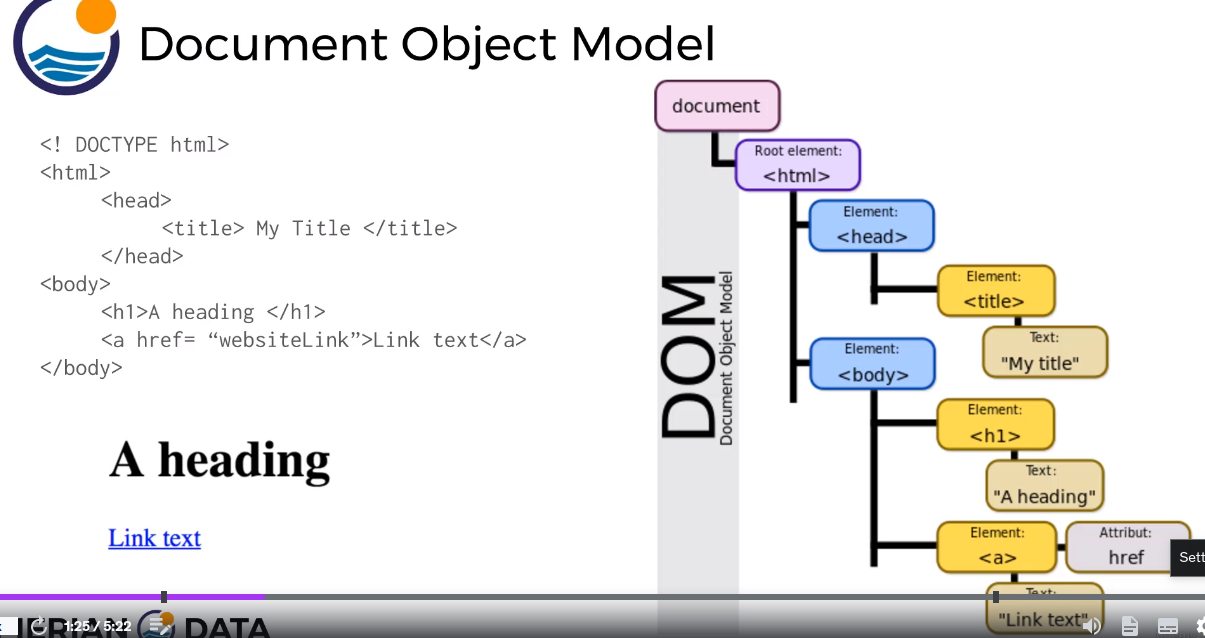 Document Object Model
<! DOCTYPE html>
<html>
<head>
<title> My Title </title>
</head>
<body>
<h1>A heading </h1>
<a href= “websiteLink”>Link text</a>
</body>
A heading
Link text
document
Root element:
<html>
Element:
<head>
Element:
<title>
Text:
"My title"
Element:
<body>
Element:
<h1>
Text:
"A heading"
Element:
<a>
Attribut:
href
Text:
"Link text"
DOM
Document Object Model
Sett
1:25 / 5:22
IERIAN DATA